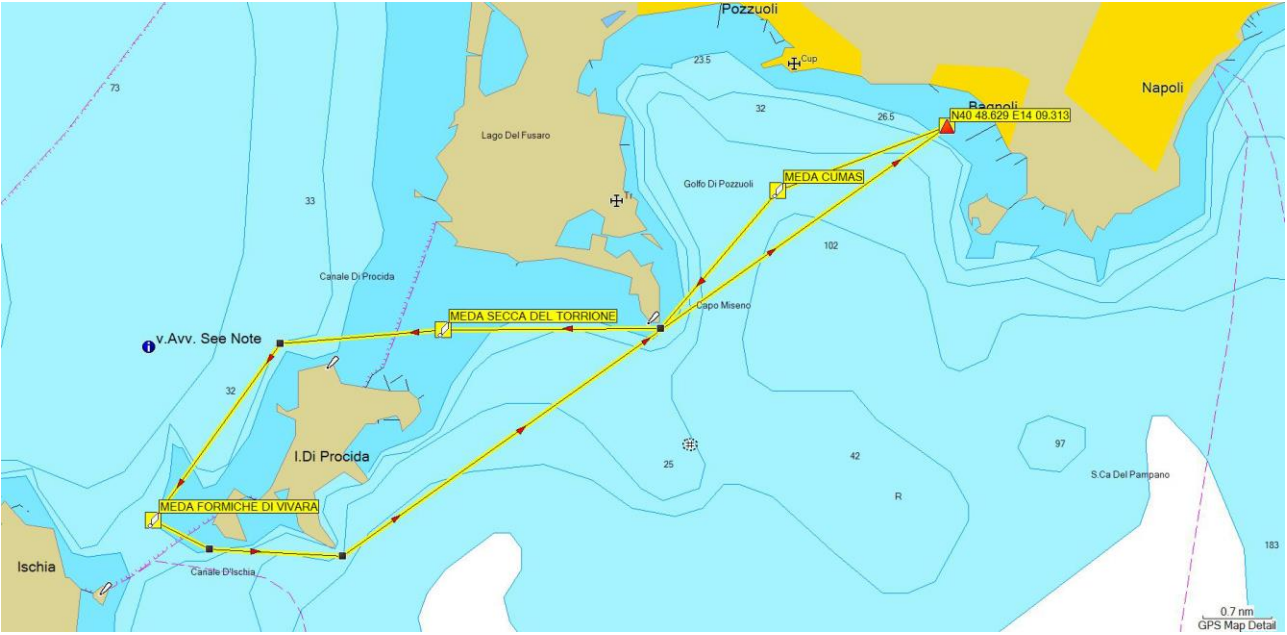 Pozzuoli
73
23.5
Cup
Napoli
32
Bagnoli
26.5
N40 48.629 E14 09.313
Lago Del Fusaro
MEDA CUMAS
Golfo Di Pozzuoli
Tr
33
102
Canale Di Procida
Capo Miseno
MEDA SECCA DEL TORRIONE
v.Avv. See Note
32
I.Di Procida
97
42
25
S.Ca Del Pampano
R
MEDA FORMICHE DI VIVARA
183
Ischia
Canale D'Ischia
0.7 nm
GPS Map Detail